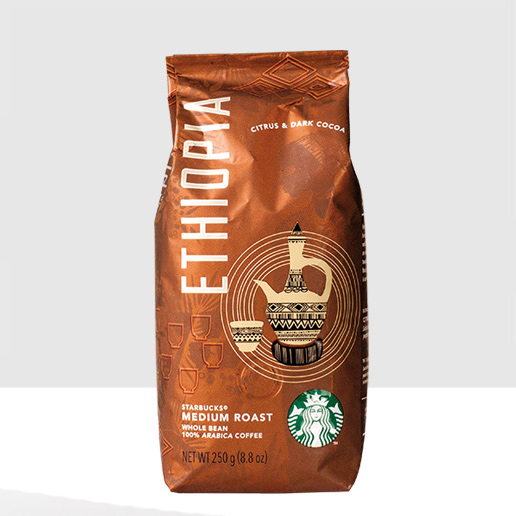 ETHIOPIA
CITRUS & DARK COCOA
STARBUCKS®
MEDIUM ROAST
WHOLE BEAN
100% ARABICA COFFEE
NET WT 250 g (8.8 oz)